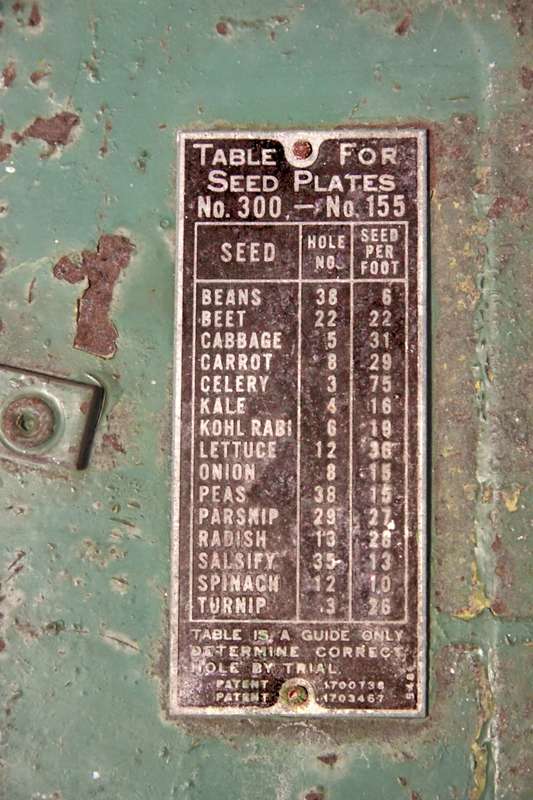 TABLE FOR
SEED PLATES
No. 300. — No. 155
SEED HOLE NO. SEED PER FOOT
BEANS 38 6
BEET 22 22
CABBAGE 5 31
CARROT 8 29
CELERY 3 75
KALE 4 16
KOHL RABI 6 19
LETTUCE 12 36
ONION 8 15
PEAS 38 15
PARSNIP 29 27
RADISH 13 28
SALSIFY 35 13
SPINACH 12 10
TURNIP 3 26
TABLE IS A GUIDE ONLY
DETERMINE CORRECT
HOLE BY TRIAL.
PATENT 1700736
PATENT 1703467